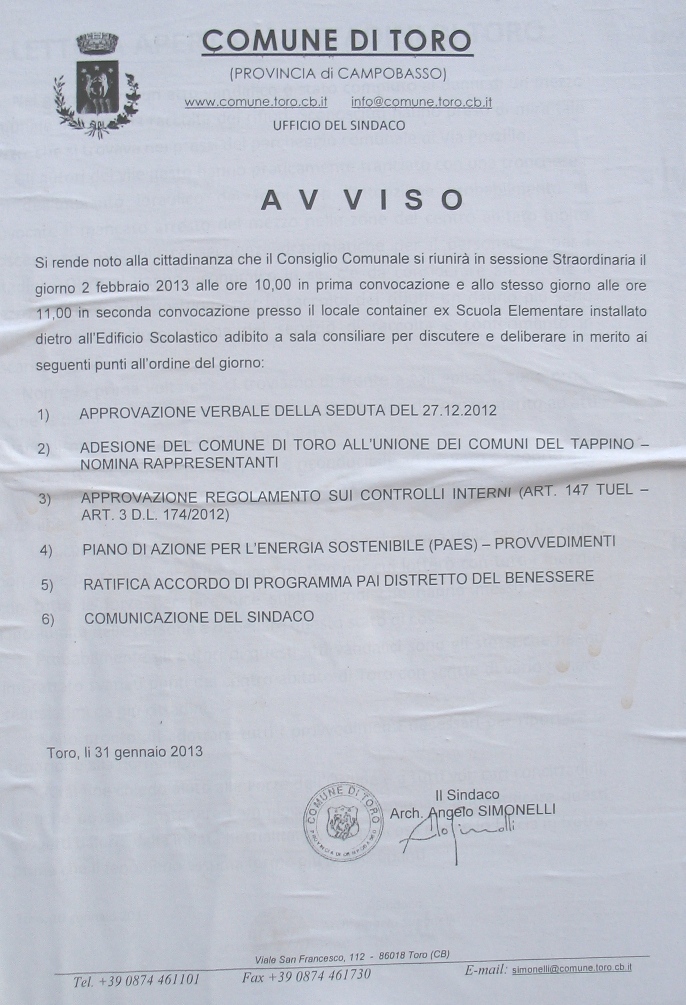 COMUNE DI TORO
(PROVINCIA di CAMPOBASSO)
www.comune.toro.cb.it info@comune.toro.cb.it
UFFICIO DEL SINDACO
A V V I S O
Si rende noto alla cittadinanza che il Consiglio Comunale si riunirà in sessione Straordinaria il
giorno 2 febbraio 2013 alle ore 10,00 in prima convocazione e allo stesso giorno alle ore
11,00 in seconda convocazione presso il locale container ex Scuola Elementare installato
dietro all'Edificio Scolastico adibito a sala consiliare per discutere e deliberare in merito ai
seguenti punti all'ordine del giorno:
1) APPROVAZIONE VERBALE DELLA SEDUTA DEL 27.12.2012
2) ADESIONE DEL COMUNE DI TORO ALL'UNIONE DEI COMUNI DEL TAPPINO –
NOMINA RAPPRESENTANTI
3) APPROVAZIONE REGOLAMENTO SUI CONTROLLI INTERNI (ART. 147 TUEL –
ART. 3 D.L. 174/2012)
4) PIANO DI AZIONE PER L'ENERGIA SOSTENIBILE (PAES) – PROVVEDIMENTI
5) RATIFICA ACCORDO DI PROGRAMMA PAI DISTRETTO DEL BENESSERE
6) COMUNICAZIONE DEL SINDACO
Toro, li 31 gennaio 2013
COMUNE DI TORO
Il Sindaco
Arch. Angelo SIMONELLI
Viale San Francesco, 112 - 86018 Toro (CB)
Tel. +39 0874 461101 Fax +39 0874 461730 E-mail: simonelli@comune.toro.cb.it